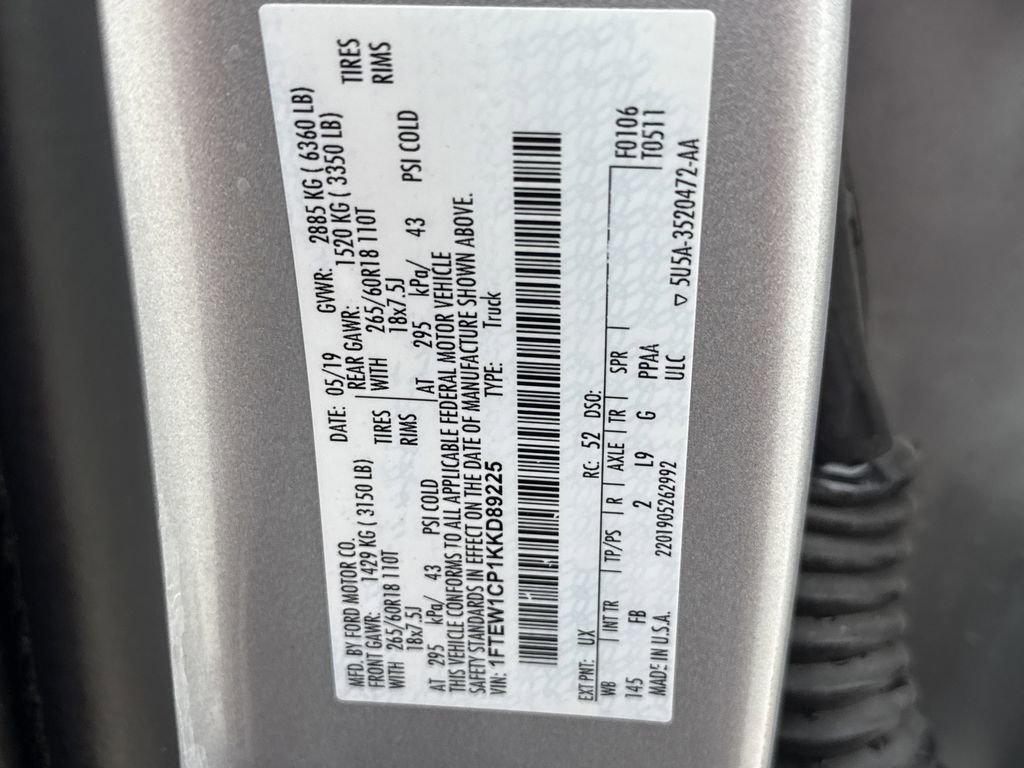 MFD. BY FORD MOTOR CO. DATE: 05/19 GVWR: 2885 KG ( 6360 LB)
FRONT GAWR: 1429 KG ( 3150 LB) REAR GAWR: 1520 KG ( 3350 LB)
WITH 265/60R18 110T TIRES WITH 265/60R18 110T TIRES
18x7.5J RIMS 18x7.5J RIMS
AT 295 kPa/ 43 PSI COLD AT 295 kPa/ 43 PSI COLD
THIS VEHICLE CONFORMS TO ALL APPLICABLE FEDERAL MOTOR VEHICLE
SAFETY STANDARDS IN EFFECT ON THE DATE OF MANUFACTURE SHOWN ABOVE.
VIN: 1FTEW1CP1KKD89225 TYPE: Truck
EXT PNT: UX RC: 52 DSO:
WB INT TR TP/PS R AXLE TR SPR F0106
145 FB 2 L9 G PPAA T0511
MADE IN U.S.A. 2201905262992 ULC ▽ 5U5A-3520472-AA